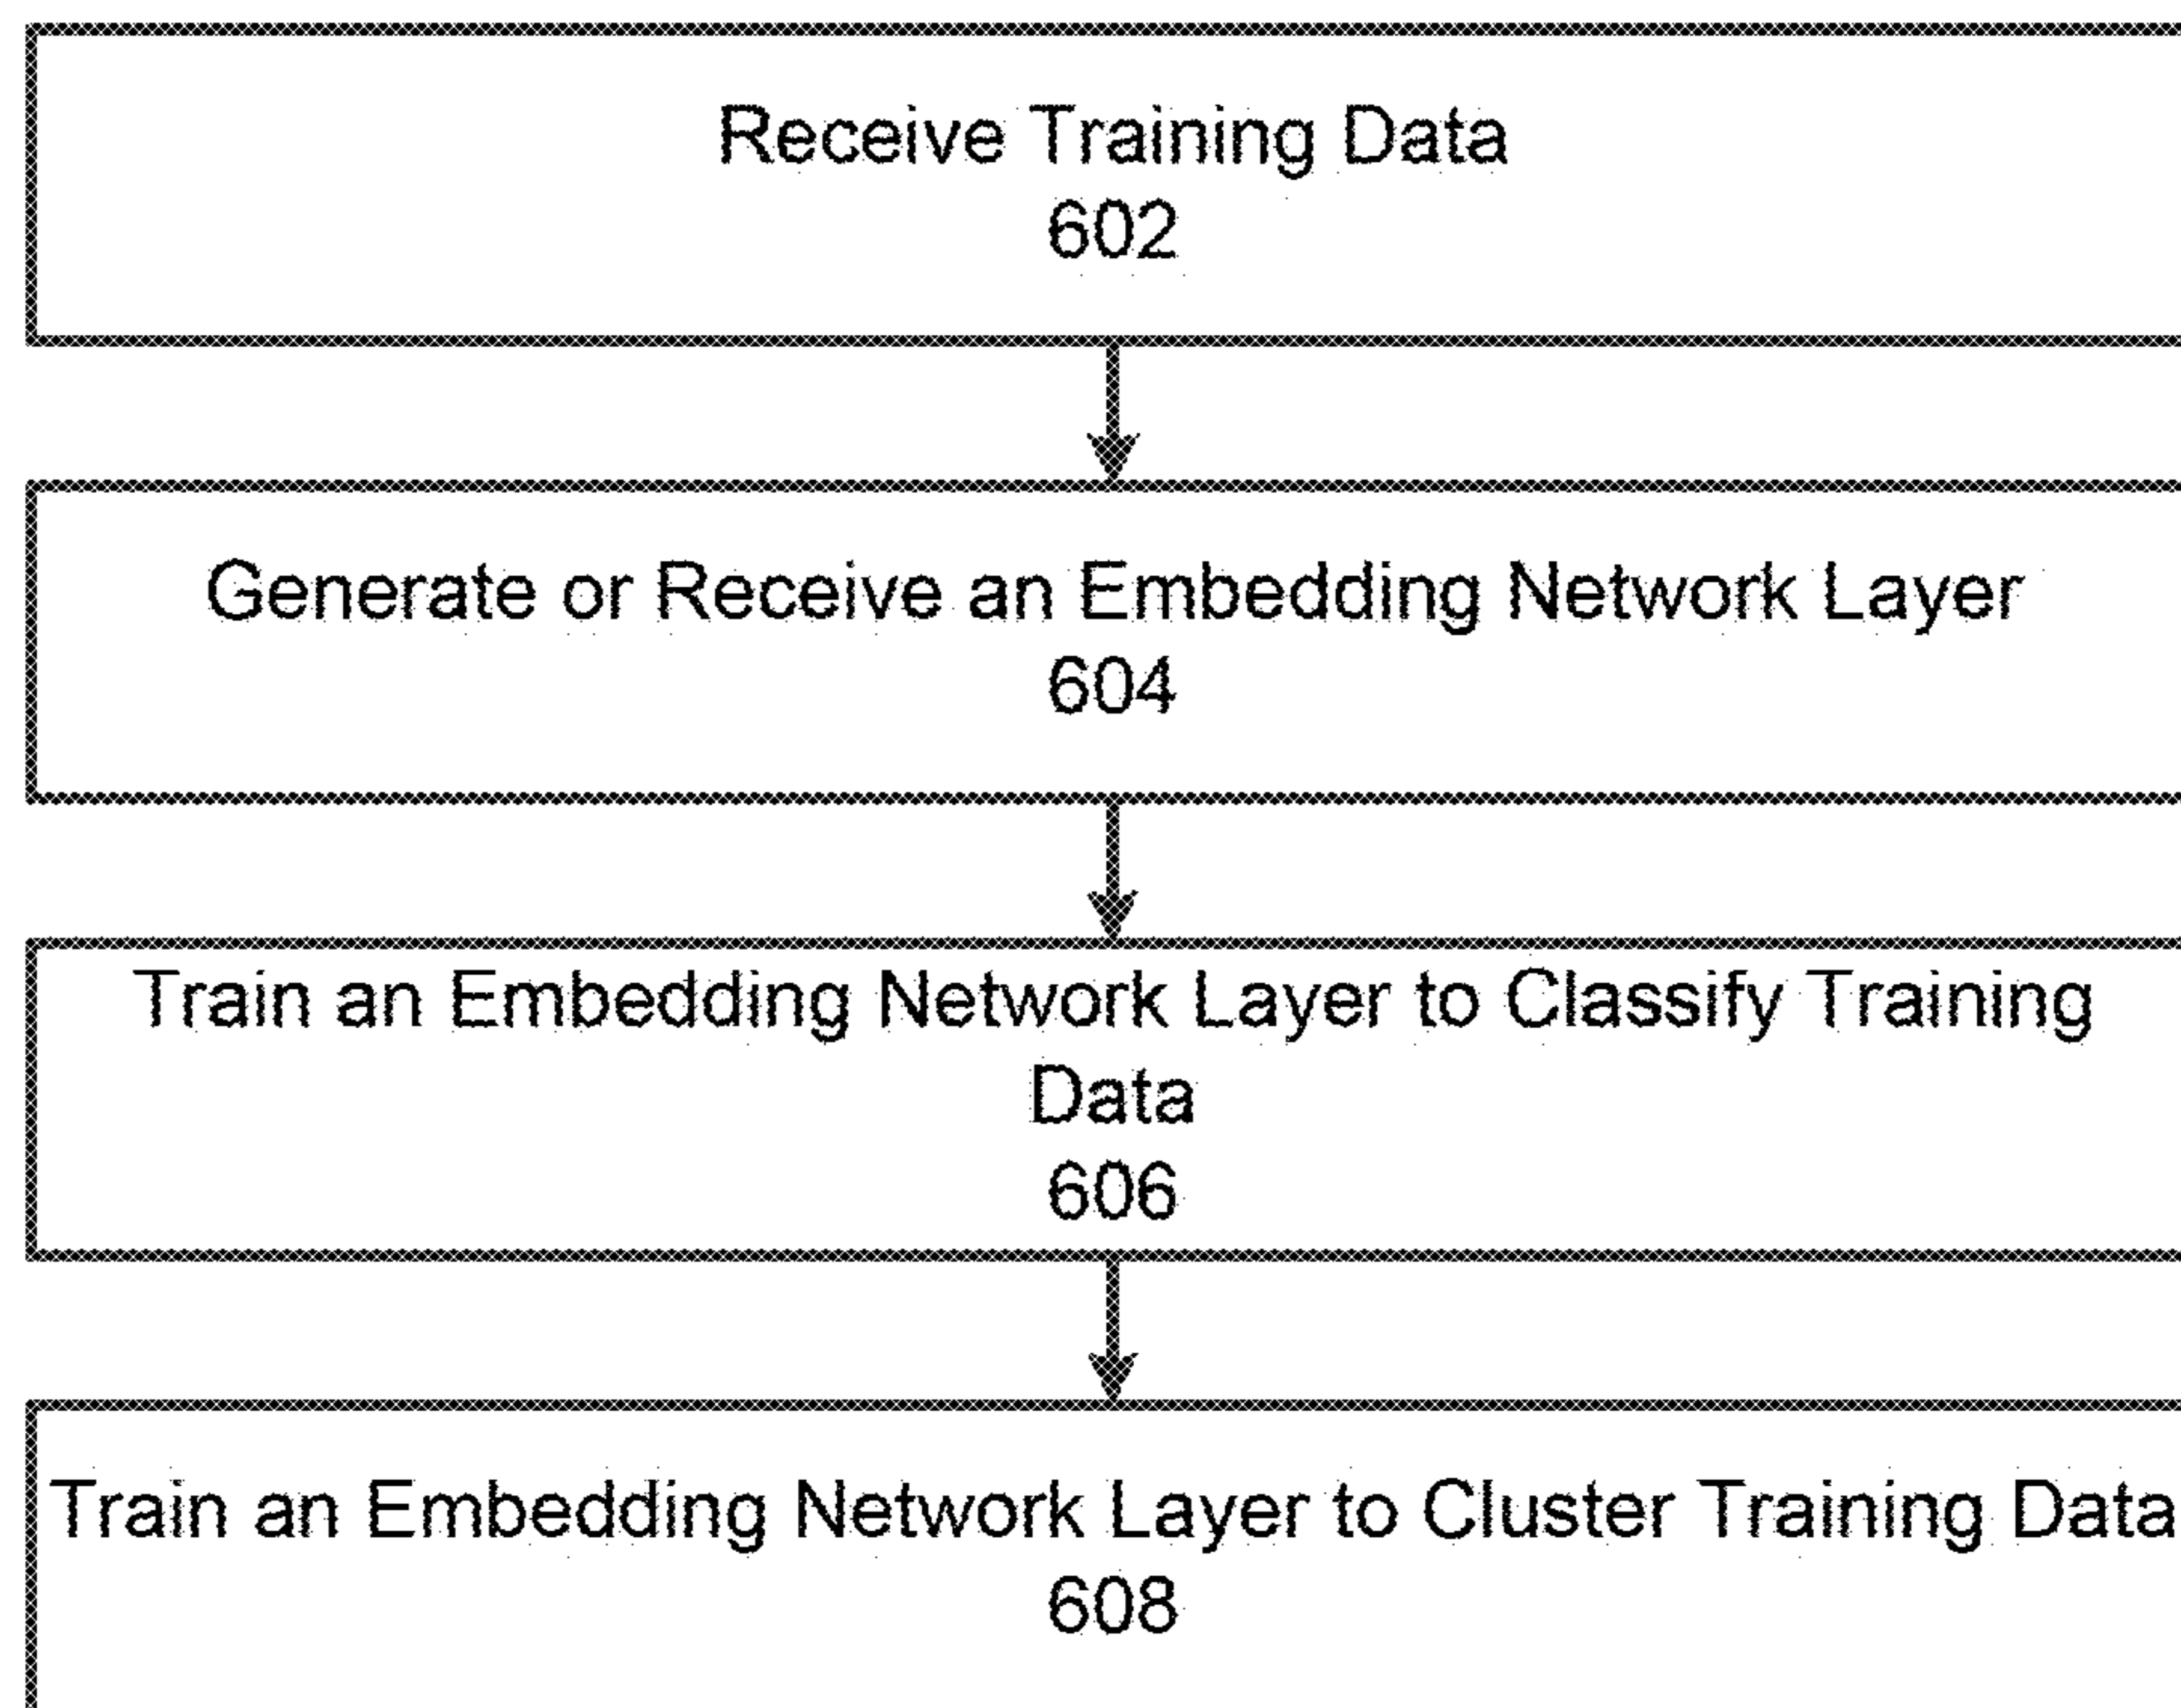 Receive Training Data
602
Generate or Receive an Embedding Network Layer
604
Train an Embedding Network Layer to Classify Training
Data
606
Train an Embedding Network Layer to Cluster Training Data
608